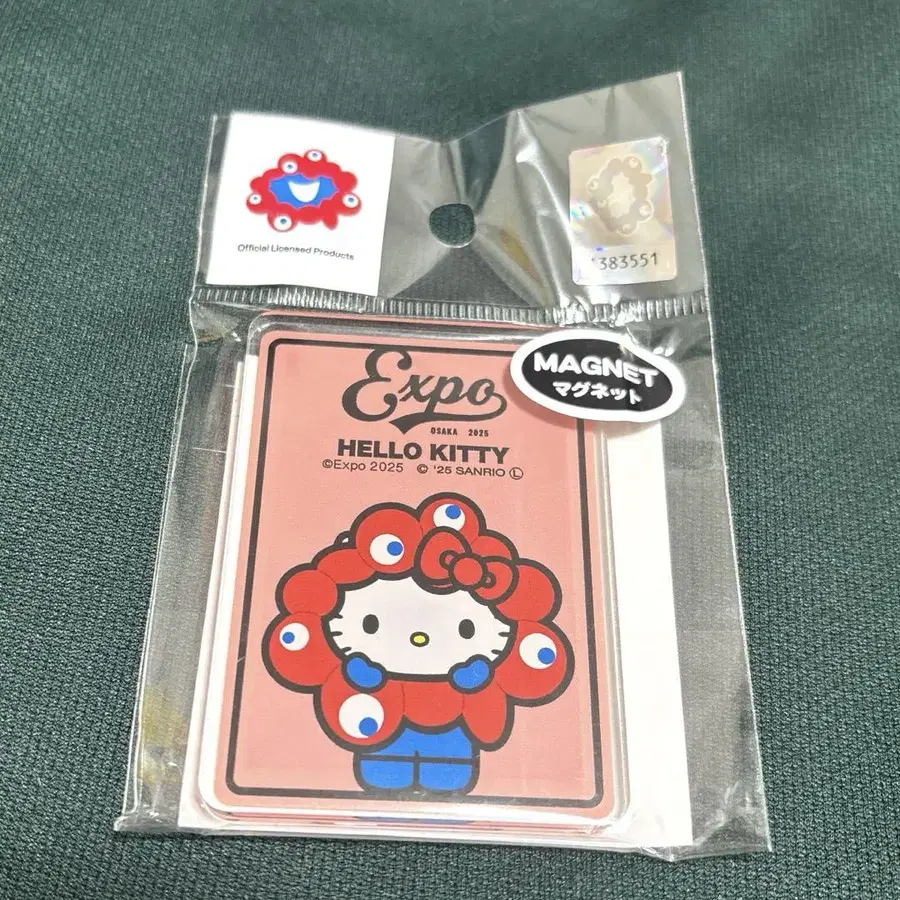 Official Licensed Products
383551
MAGNET
マグネット
Expo
OSAKA 2025
HELLO KITTY
©Expo 2025 © '25 SANRIO Ⓛ